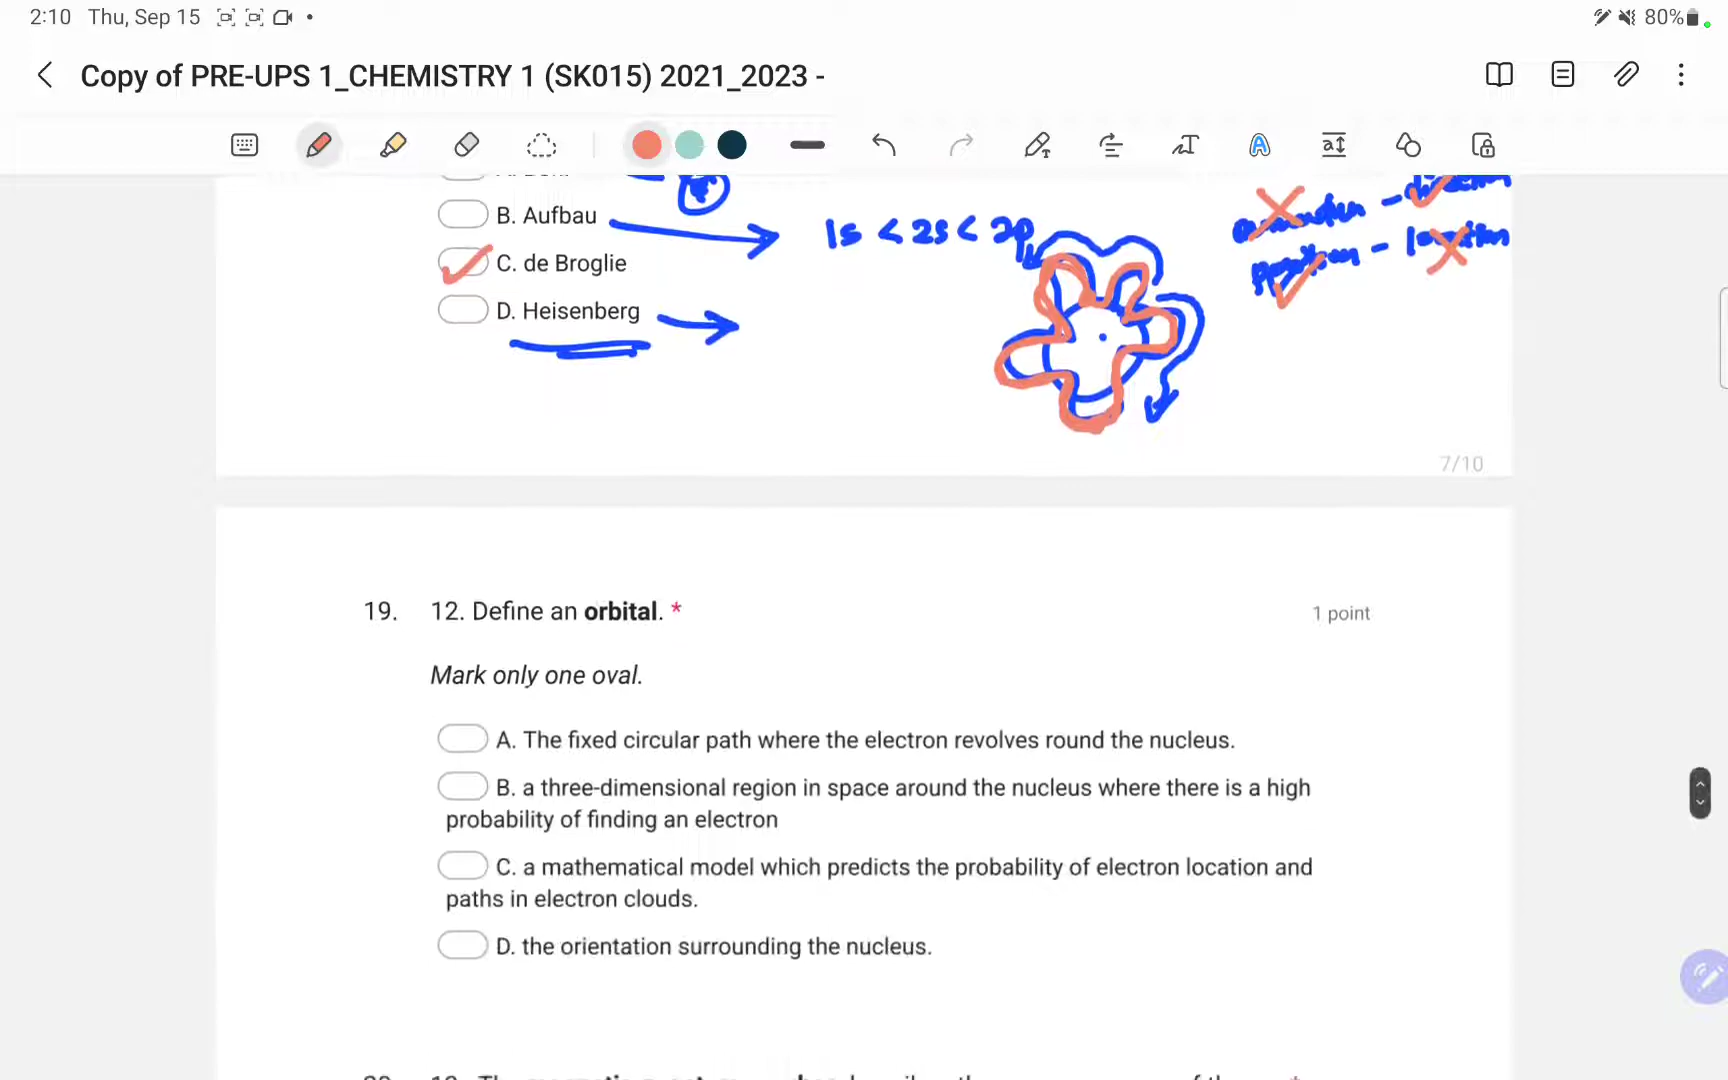 2:10 Thu, Sep 15
80%
Copy of PRE-UPS 1_CHEMISTRY 1 (SK015) 2021_2023 -
B. Aufbau
1s < 2s < 2p
C. de Broglie
D. Heisenberg
position - location
7/10
19. 12. Define an orbital. *
1 point
Mark only one oval.
A. The fixed circular path where the electron revolves round the nucleus.
B. a three-dimensional region in space around the nucleus where there is a high
probability of finding an electron
C. a mathematical model which predicts the probability of electron location and
paths in electron clouds.
D. the orientation surrounding the nucleus.